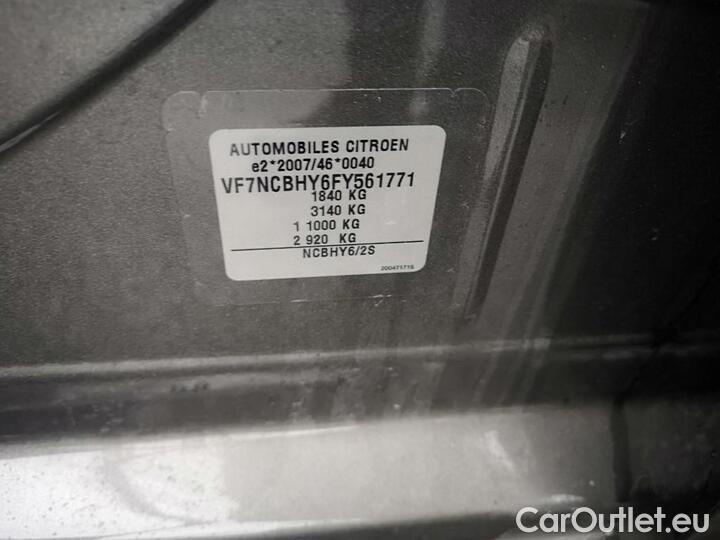 AUTOMOBILES CITROEN
e2*2007/46*0040
VF7NCBHY6FY561771
1840 KG
3140 KG
1 1000 KG
2 920 KG
NCBHY6/2S
200471715
CarOutlet.eu